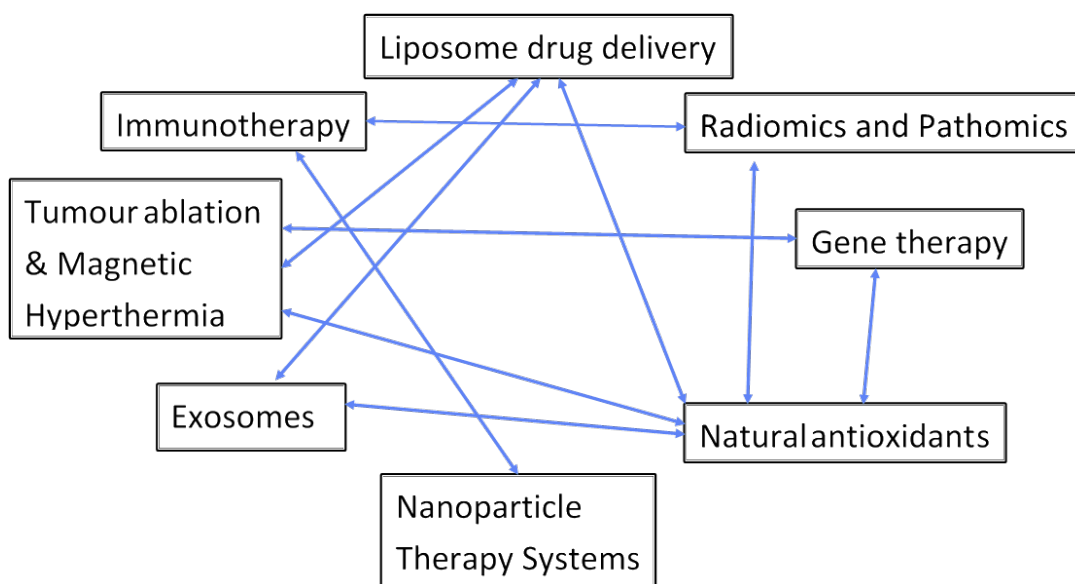 Liposome drug delivery
Immunotherapy
Radiomics and Pathomics
Tumour ablation
& Magnetic
Hyperthermia
Gene therapy
Exosomes
Natural antioxidants
Nanoparticle
Therapy Systems